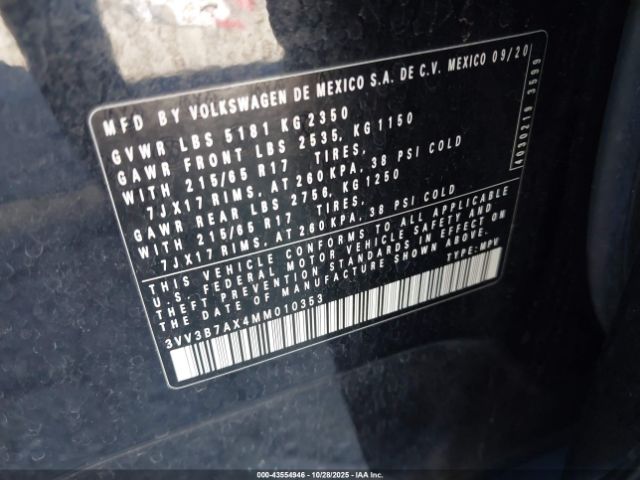 MFD BY VOLKSWAGEN DE MEXICO S.A. DE C.V. MEXICO 09/20
GVWR LBS 5181 KG 2350
GAWR FRONT LBS 2535, KG 1150
WITH 215/65 R17 TIRES,
7JX17 RIMS, AT 260KPA, 38 PSI COLD
GAWR REAR LBS 2756, KG 1250
WITH 215/65 R17 TIRES,
7JX17 RIMS, AT 260KPA, 38 PSI COLD
THIS VEHICLE CONFORMS TO ALL APPLICABLE
U.S. FEDERAL MOTOR VEHICLE SAFETY AND
THEFT PREVENTION STANDARDS IN EFFECT ON
THE DATE OF MANUFACTURE SHOWN ABOVE.
TYPE: MPV
3VV3B7AX4MM010353
4030219 3599
000-43554946 | 10/28/2025 | COPYRIGHT © IAA, LLC